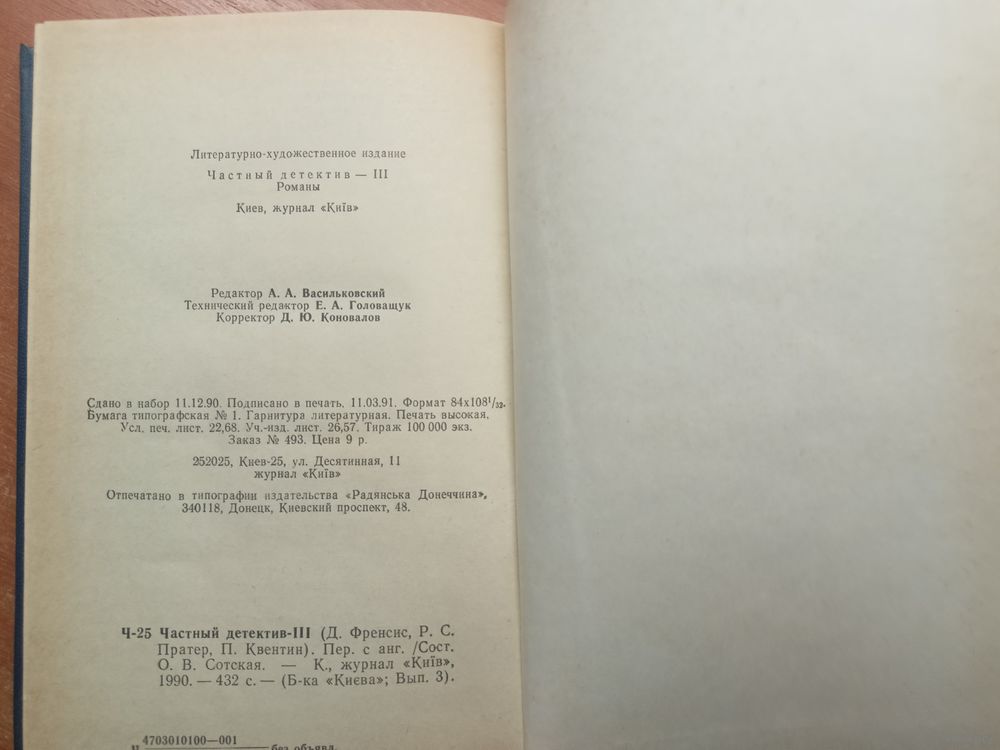 Литературно-художественное издание
Частный детектив — III
Романы
Киев, журнал «Київ»
Редактор А. А. Васильковский
Технический редактор Е. А. Головащук
Корректор Д. Ю. Коновалов
Сдано в набор 11.12.90. Подписано в печать. 11.03.91. Формат 84х108¹/₃₂.
Бумага типографская № 1. Гарнитура литературная. Печать высокая.
Усл. печ. лист. 22,68. Уч.-изд. лист. 26,57. Тираж 100 000 экз.
Заказ № 493. Цена 9 р.
252025, Киев-25, ул. Десятинная, 11
журнал «Київ»
Отпечатано в типографии издательства «Радянська Донеччина»,
340118, Донецк, Киевский проспект, 48.
Ч-25 Частный детектив-III (Д. Френсис, Р. С.
Пратер, П. Квентин). Пер. с анг. /Сост.
О. В. Сотская. — К., журнал «Київ»,
1990. — 432 с. — (Б-ка «Києва»; Вып. 3).
4703010100—001
без объявл.